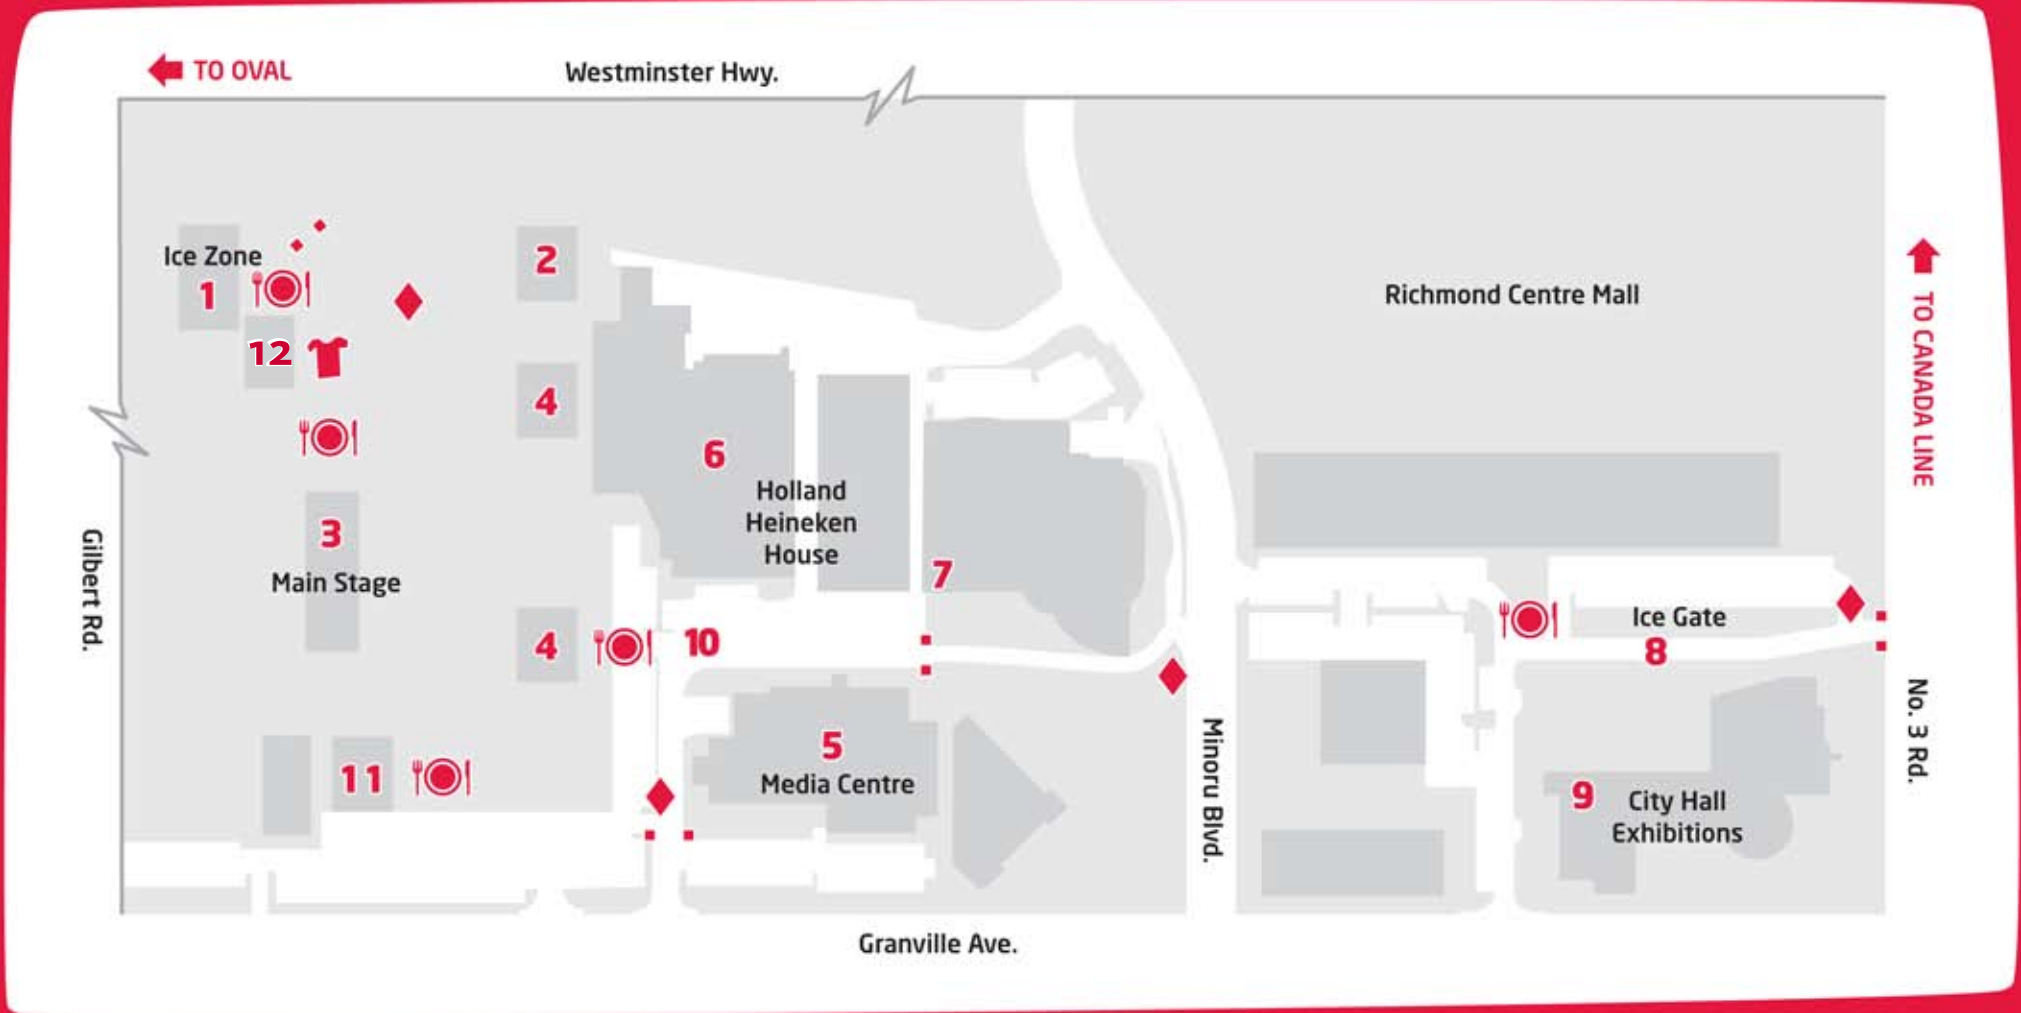 TO OVAL
Westminster Hwy.
Ice Zone
1
2
12
4
3
Main Stage
Gilbert Rd.
6
Holland
Heineken
House
7
4
10
11
5
Media Centre
Minoru Blvd.
Richmond Centre Mall
TO CANADA LINE
Ice Gate
8
No. 3 Rd.
9
City Hall
Exhibitions
Granville Ave.